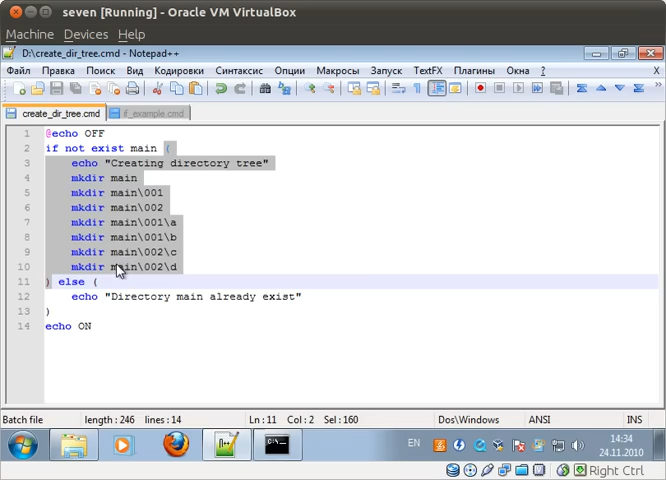 seven [Running] - Oracle VM VirtualBox
Machine Devices Help
D:\create_dir_tree.cmd - Notepad++
Файл Правка Поиск Вид Кодировки Синтаксис Опции Макросы Запуск TextFX Плагины Окна ? X
create_dir_tree.cmd if_example.cmd
1 @echo OFF
2 if not exist main (
3 echo "Creating directory tree"
4 mkdir main
5 mkdir main\001
6 mkdir main\002
7 mkdir main\001\a
8 mkdir main\001\b
9 mkdir main\002\c
10 mkdir main\002\d
11 ) else (
12 echo "Directory main already exist"
13 )
14 echo ON
Batch file length : 246 lines : 14 Ln : 11 Col : 2 Sel : 160 Dos\Windows ANSI INS
EN 14:34
24.11.2010
Right Ctrl